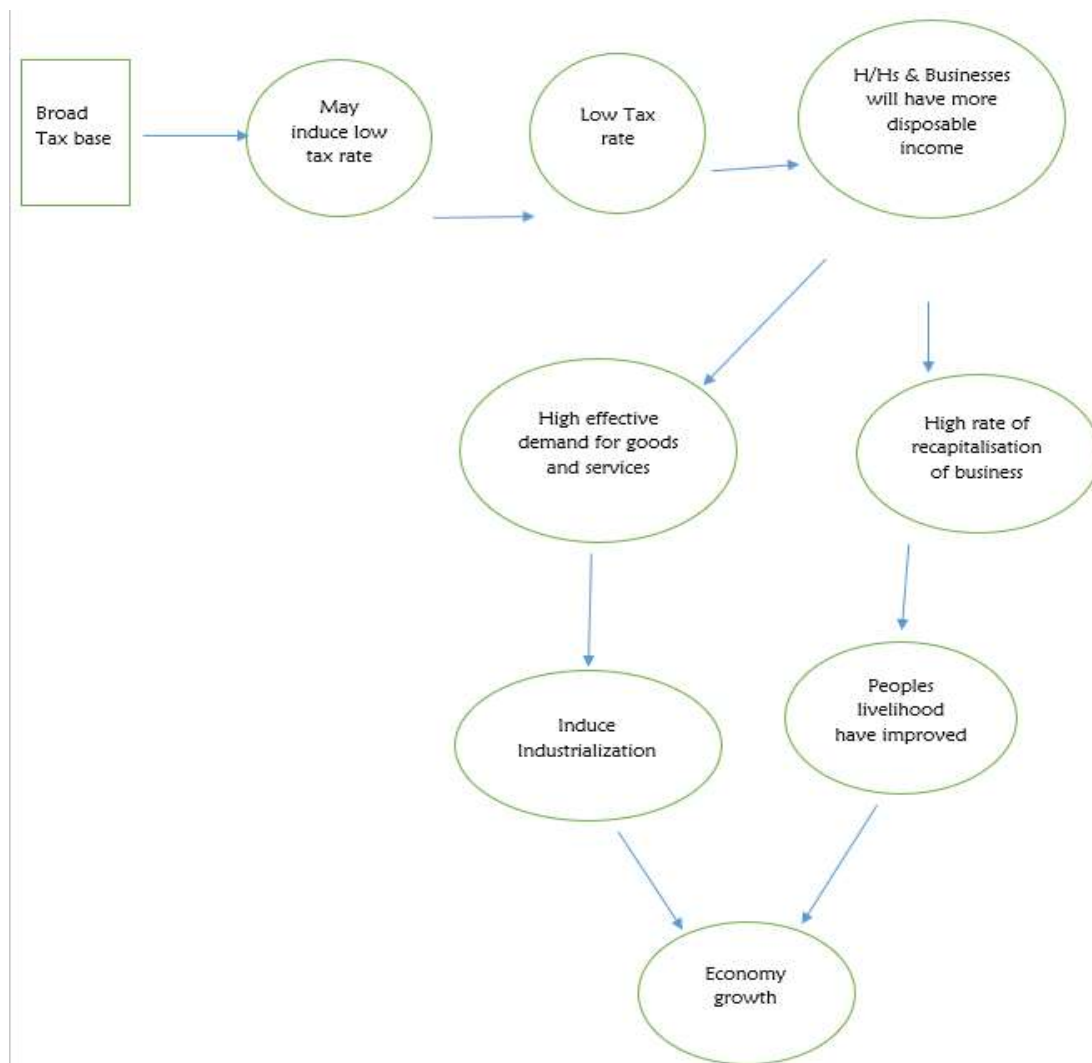 Broad
Tax base
May
induce low
tax rate
Low Tax
rate
H/Hs & Businesses
will have more
disposable
income
High effective
demand for goods
and services
High rate of
recapitalisation
of business
Induce
Industrialization
Peoples
livelihood
have improved
Economy
growth